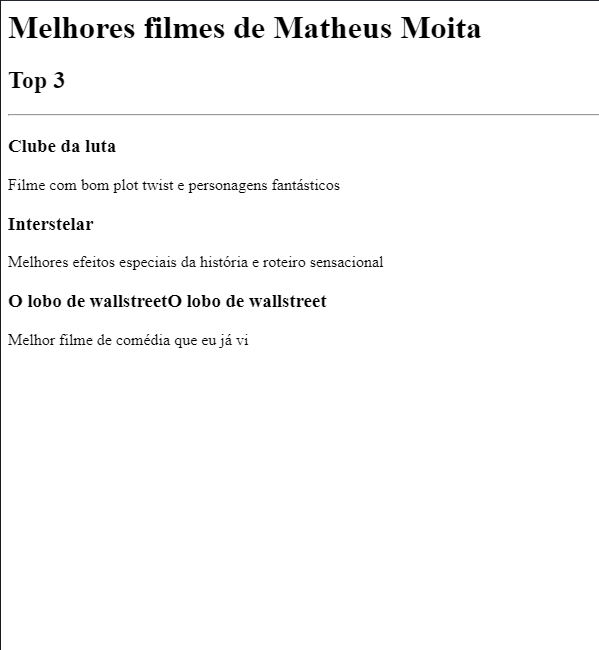 Melhores filmes de Matheus Moita
Top 3
Clube da luta
Filme com bom plot twist e personagens fantásticos
Interstelar
Melhores efeitos especiais da história e roteiro sensacional
O lobo de wallstreetO lobo de wallstreet
Melhor filme de comédia que eu já vi